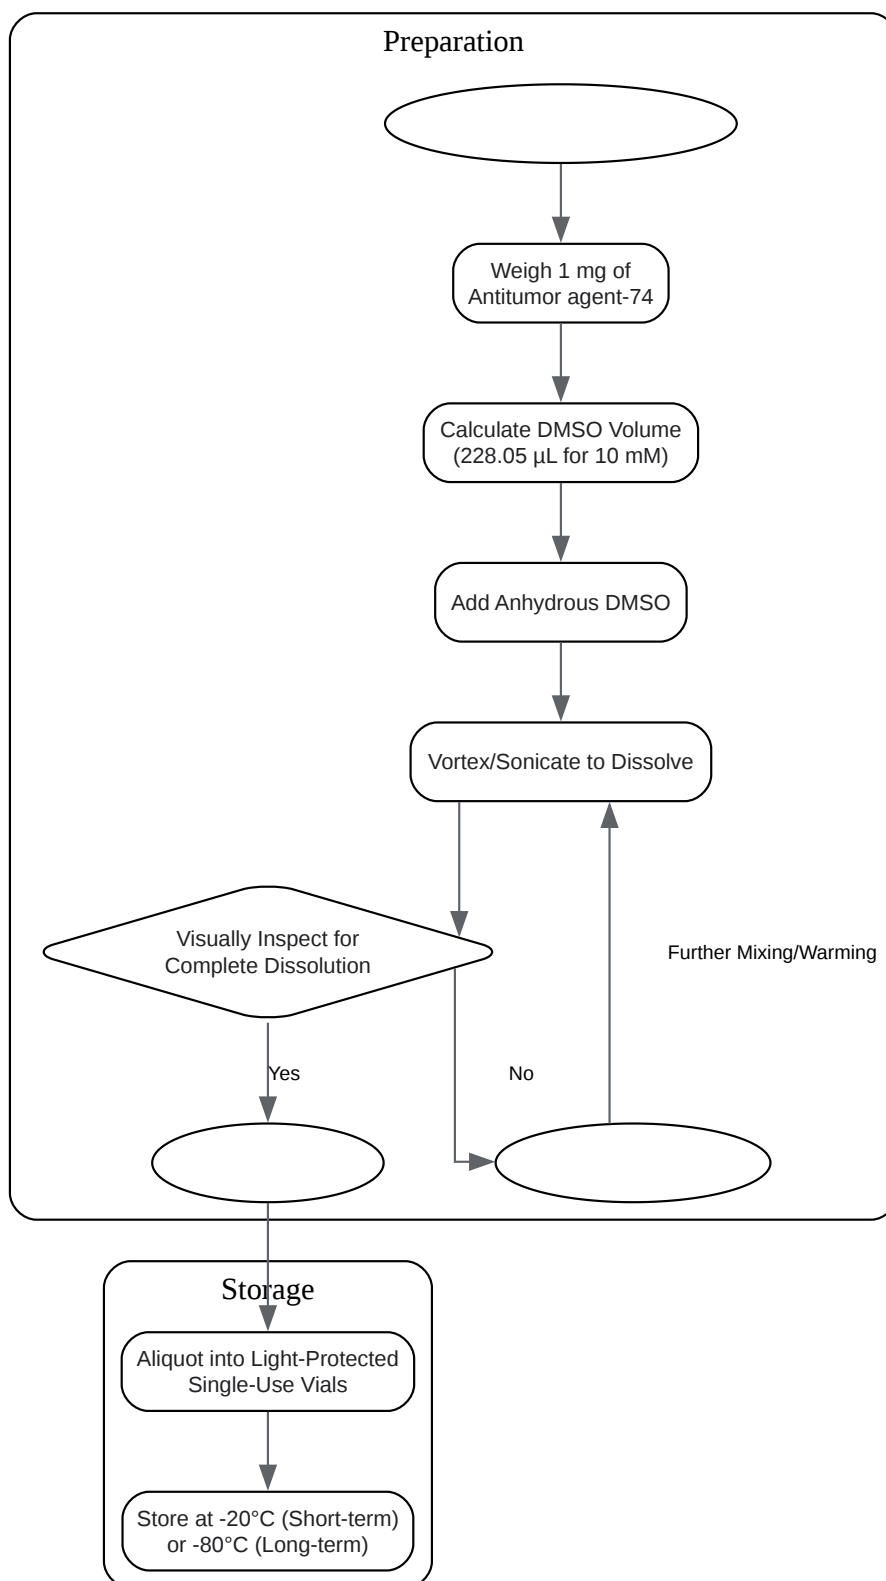 Preparation
Weigh 1 mg of
Antitumor agent-74
Calculate DMSO Volume
(228.05 µL for 10 mM)
Add Anhydrous DMSO
Vortex/Sonicate to Dissolve
Visually Inspect for
Complete Dissolution
Further Mixing/Warming
Yes
No
Storage
Aliquot into Light-Protected
Single-Use Vials
Store at -20°C (Short-term)
or -80°C (Long-term)